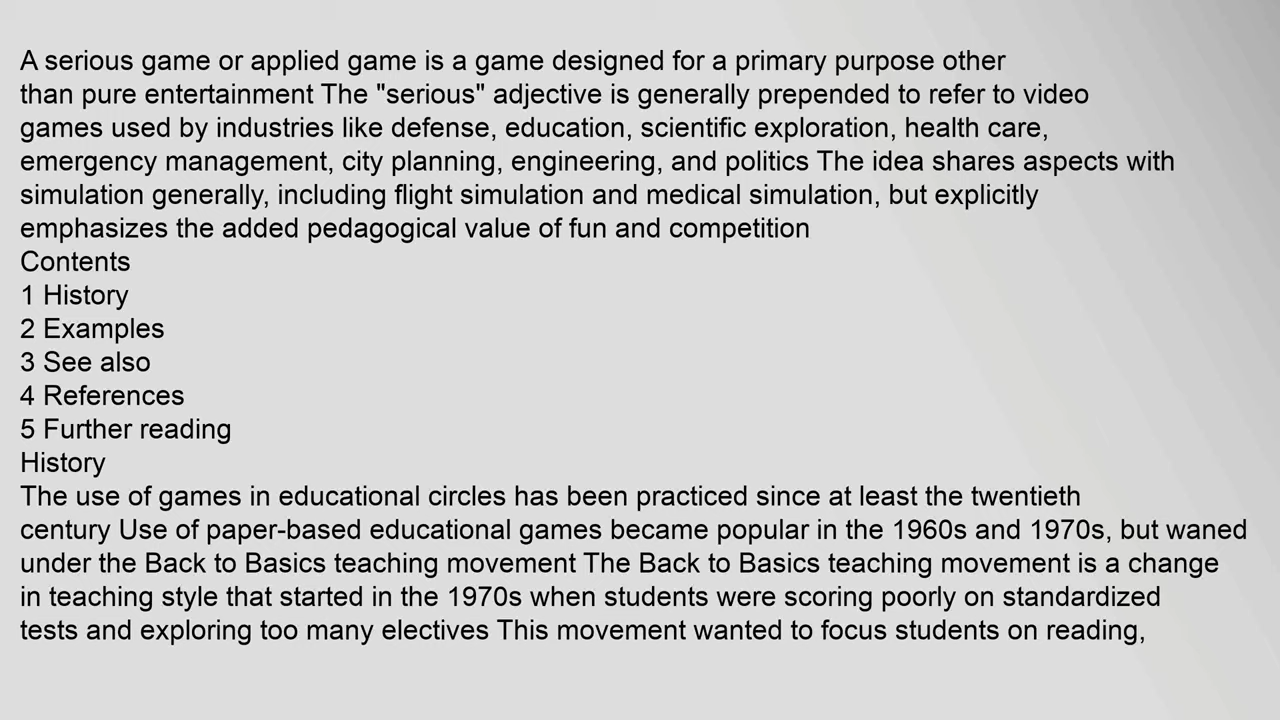 A serious game or applied game is a game designed for a primary purpose other
than pure entertainment The "serious" adjective is generally prepended to refer to video
games used by industries like defense, education, scientific exploration, health care,
emergency management, city planning, engineering, and politics The idea shares aspects with
simulation generally, including flight simulation and medical simulation, but explicitly
emphasizes the added pedagogical value of fun and competition
Contents
1 History
2 Examples
3 See also
4 References
5 Further reading
History
The use of games in educational circles has been practiced since at least the twentieth
century Use of paper-based educational games became popular in the 1960s and 1970s, but waned
under the Back to Basics teaching movement The Back to Basics teaching movement is a change
in teaching style that started in the 1970s when students were scoring poorly on standardized
tests and exploring too many electives This movement wanted to focus students on reading,